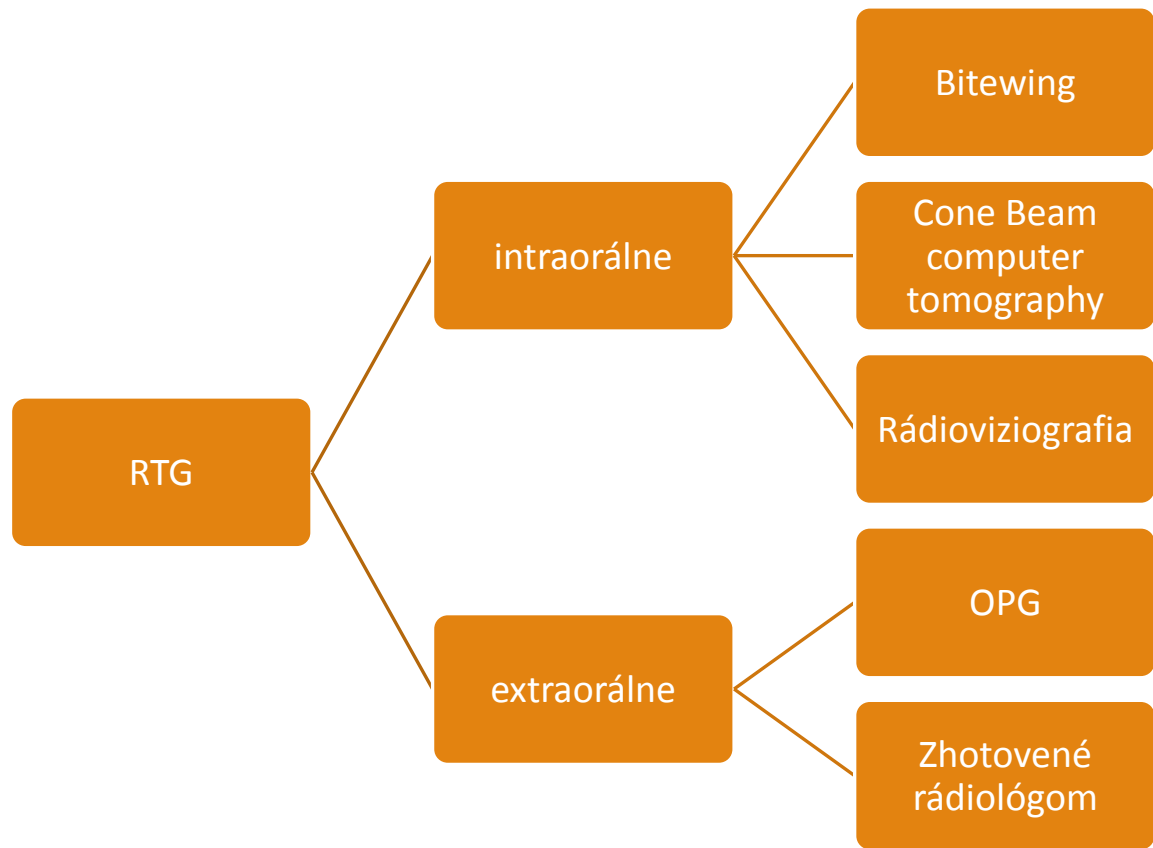 RTG
intraorálne
Bitewing
Cone Beam
computer
tomography
Rádioviziografia
extraorálne
OPG
Zhotovené
rádiológom